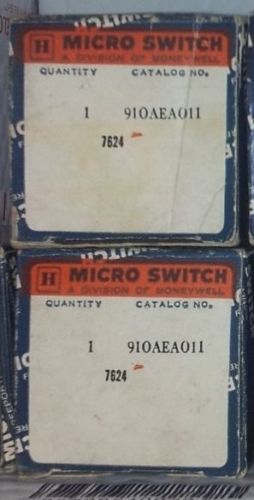 H MICRO SWITCH
A DIVISION OF HONEYWELL
QUANTITY CATALOG NO.
1 910AEA011
7624
H MICRO SWITCH
A DIVISION OF HONEYWELL
QUANTITY CATALOG NO.
1 910AEA011
7624